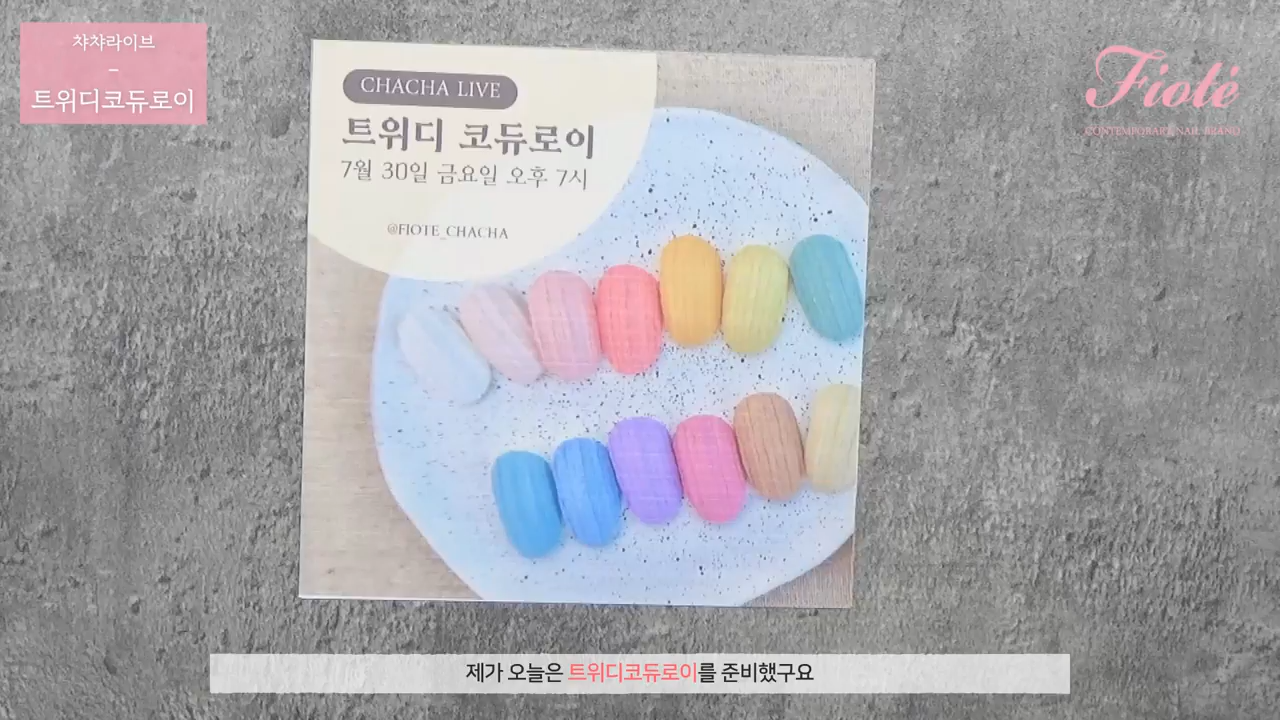 챠챠라이브
-
트위디코듀로이
Fioté
CONTEMPORARY NAIL BRAND
CHACHA LIVE
트위디 코듀로이
7월 30일 금요일 오후 7시
@FIOTE_CHACHA
제가 오늘은 트위디코듀로이를 준비했구요